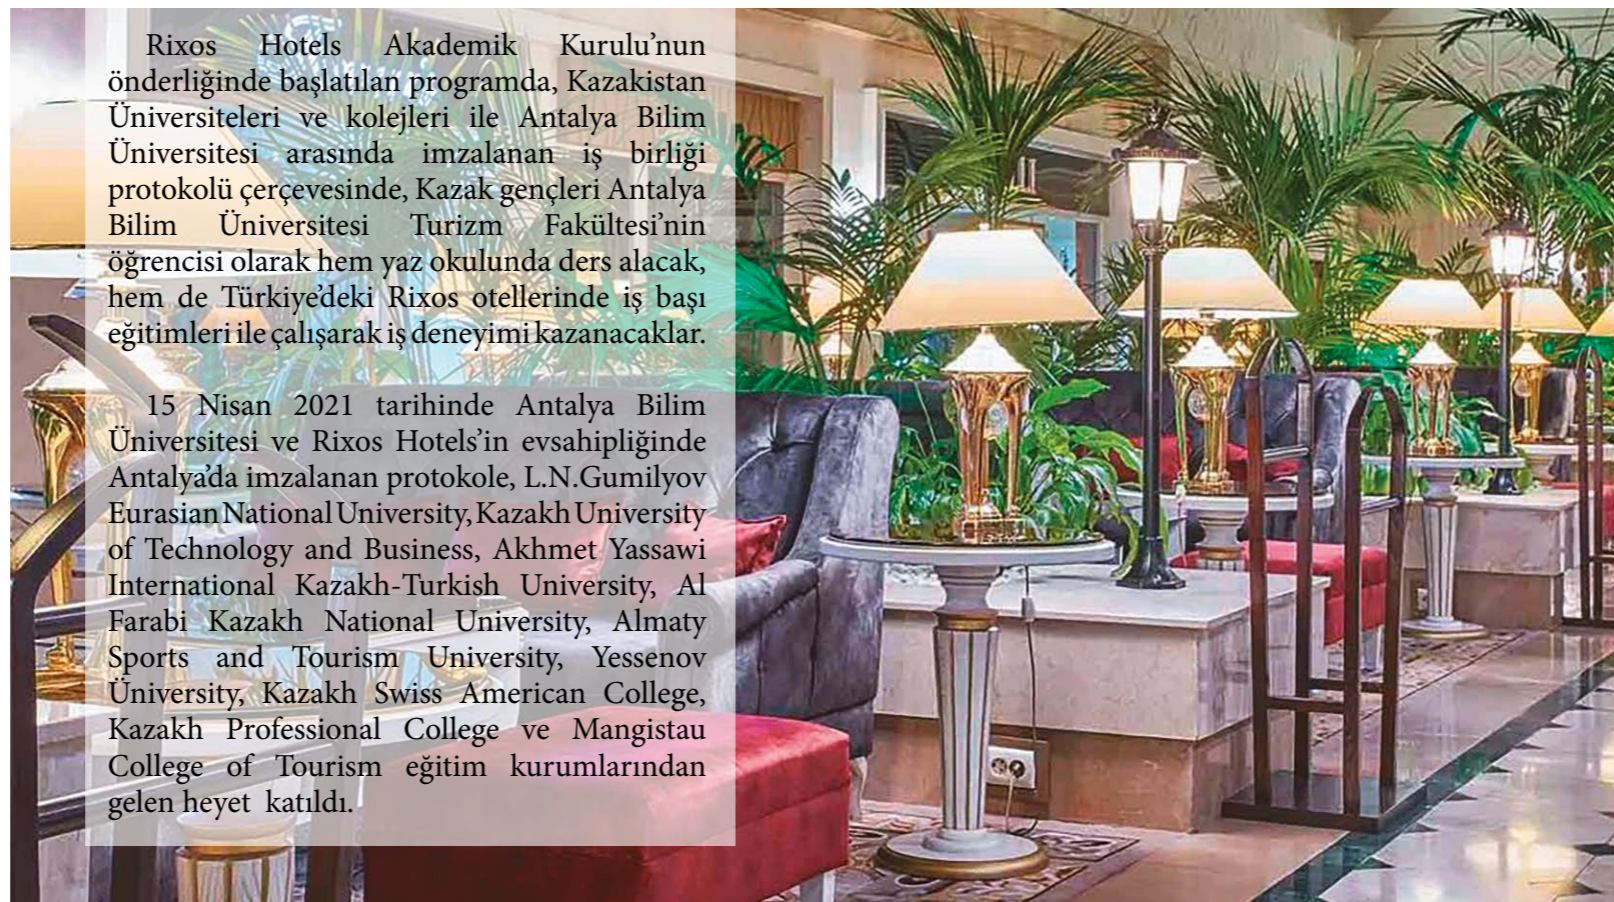 Rixos Hotels Akademik Kurulu’nun
önderliğinde başlatılan programda, Kazakistan
Üniversiteleri ve kolejleri ile Antalya Bilim
Üniversitesi arasında imzalanan iş birliği
protokolü çerçevesinde, Kazak gençleri Antalya
Bilim Üniversitesi Turizm Fakültesi’nin
öğrencisi olarak hem yaz okulunda ders alacak,
hem de Türkiye’deki Rixos otellerinde iş başı
eğitimleri ile çalışarak iş deneyimi kazanacaklar.
15 Nisan 2021 tarihinde Antalya Bilim
Üniversitesi ve Rixos Hotels’in evsahipliğinde
Antalya’da imzalanan protokole, L.N.Gumilyov
Eurasian National University, Kazakh University
of Technology and Business, Akhmet Yassawi
International Kazakh-Turkish University, Al
Farabi Kazakh National University, Almaty
Sports and Tourism University, Yessenov
Üniversity, Kazakh Swiss American College,
Kazakh Professional College ve Mangistau
College of Tourism eğitim kurumlarından
gelen heyet katıldı.